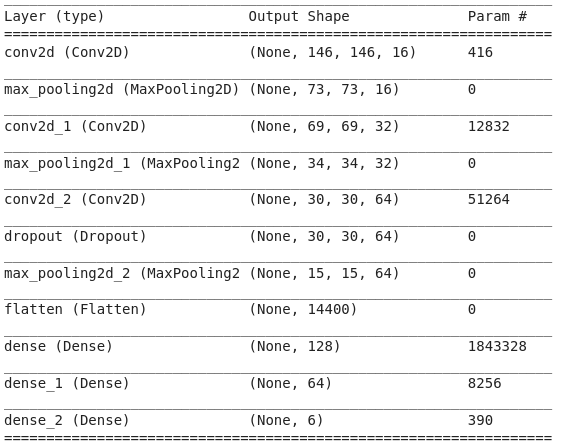 Layer (type) Output Shape Param #
conv2d (Conv2D) (None, 146, 146, 16) 416
max_pooling2d (MaxPooling2D) (None, 73, 73, 16) 0
conv2d_1 (Conv2D) (None, 69, 69, 32) 12832
max_pooling2d_1 (MaxPooling2 (None, 34, 34, 32) 0
conv2d_2 (Conv2D) (None, 30, 30, 64) 51264
dropout (Dropout) (None, 30, 30, 64) 0
max_pooling2d_2 (MaxPooling2 (None, 15, 15, 64) 0
flatten (Flatten) (None, 14400) 0
dense (Dense) (None, 128) 1843328
dense_1 (Dense) (None, 64) 8256
dense_2 (Dense) (None, 6) 390